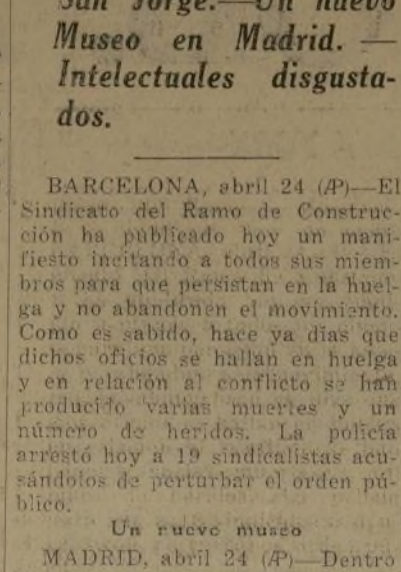 San Jorge.—Un nuevo
Museo en Madrid. —
Intelectuales disgusta-
dos.
BARCELONA, abril 24 (AP)—El
Sindicato del Ramo de Construc-
ción ha publicado hoy un mani-
fiesto incitando a todos sus miem-
bros para que persistan en la huel-
ga y no abandonen el movimiento.
Como es sabido, hace ya días que
dichos oficios se hallan en huelga
y en relación al conflicto se han
producido varias muertes y un
número de heridos. La policía
arrestó hoy a 19 sindicalistas acu-
sándolos de perturbar el orden pú-
blico.
Un nuevo museo
MADRID, abril 24 (AP)—Dentro